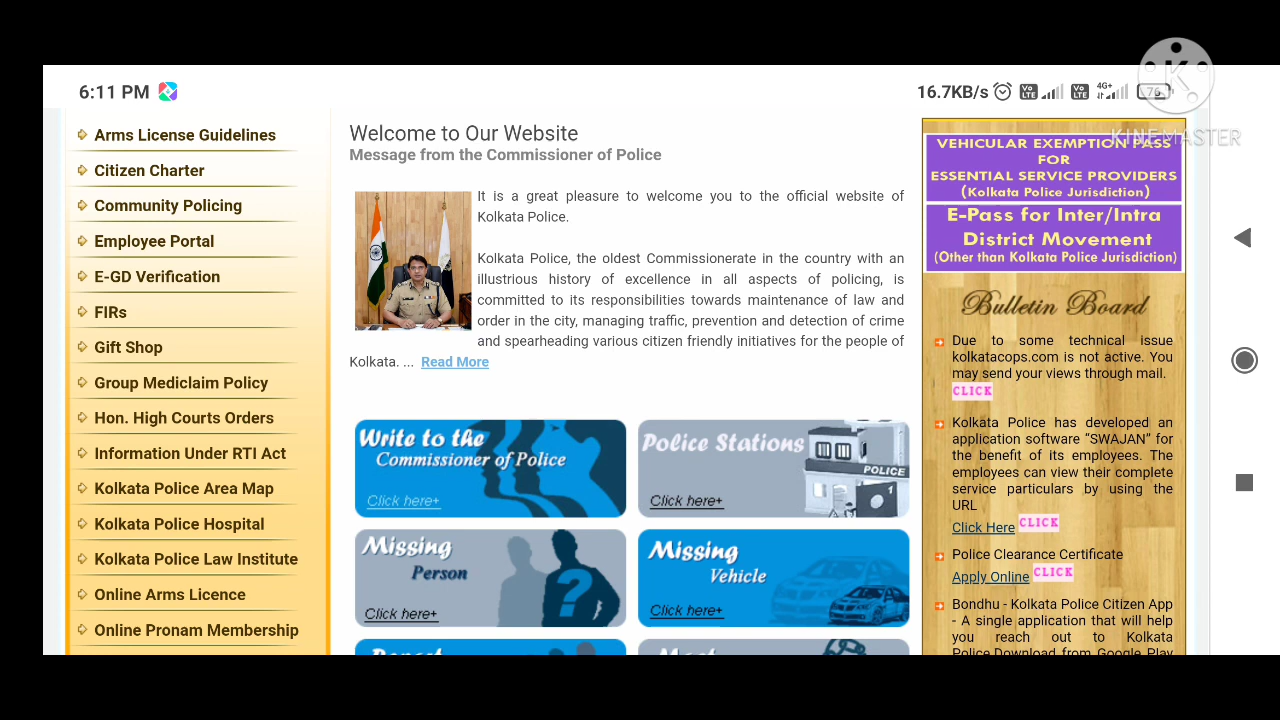 6:11 PM
16.7KB/s
Vo
LTE
Vo
LTE
4G+
76
K
KINEMASTER
Arms License Guidelines
Citizen Charter
Community Policing
Employee Portal
E-GD Verification
FIRs
Gift Shop
Group Mediclaim Policy
Hon. High Courts Orders
Information Under RTI Act
Kolkata Police Area Map
Kolkata Police Hospital
Kolkata Police Law Institute
Online Arms Licence
Online Pronam Membership
Welcome to Our Website
Message from the Commissioner of Police
It is a great pleasure to welcome you to the official website of
Kolkata Police.
Kolkata Police, the oldest Commissionerate in the country with an
illustrious history of excellence in all aspects of policing, is
committed to its responsibilities towards maintenance of law and
order in the city, managing traffic, prevention and detection of crime
and spearheading various citizen friendly initiatives for the people of
Kolkata. ... Read More
Write to the
Commissioner of Police
Click here+
Police Stations
POLICE
1
Click here+
Missing
Person
?
Click here+
Missing
Vehicle
Click here+
VEHICULAR EXEMPTION PASS
FOR
ESSENTIAL SERVICE PROVIDERS
(Kolkata Police Jurisdiction)
E-Pass for Inter/Intra
District Movement
(Other than Kolkata Police Jurisdiction)
Bulletin Board
Due to some technical issue
kolkatacops.com is not active. You
may send your views through mail.
CLICK
Kolkata Police has developed an
application software “SWAJAN” for
the benefit of its employees. The
employees can view their complete
service particulars by using the
URL
Click Here CLICK
Police Clearance Certificate
Apply Online CLICK
Bondhu - Kolkata Police Citizen App
- A single application that will help
you reach out to Kolkata
Police.Download from Google Play